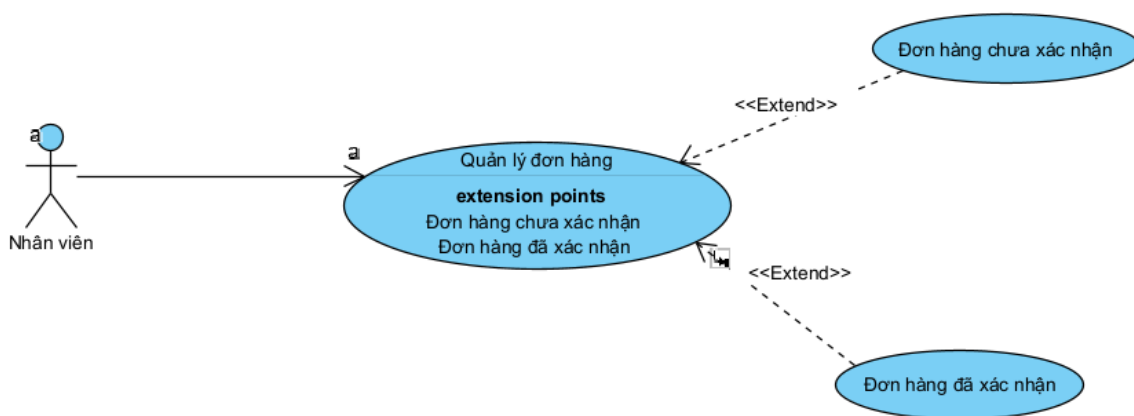 Đơn hàng chưa xác nhận
<<Extend>>
a
a
Quản lý đơn hàng
extension points
Đơn hàng chưa xác nhận
Đơn hàng đã xác nhận
Nhân viên
<<Extend>>
Đơn hàng đã xác nhận